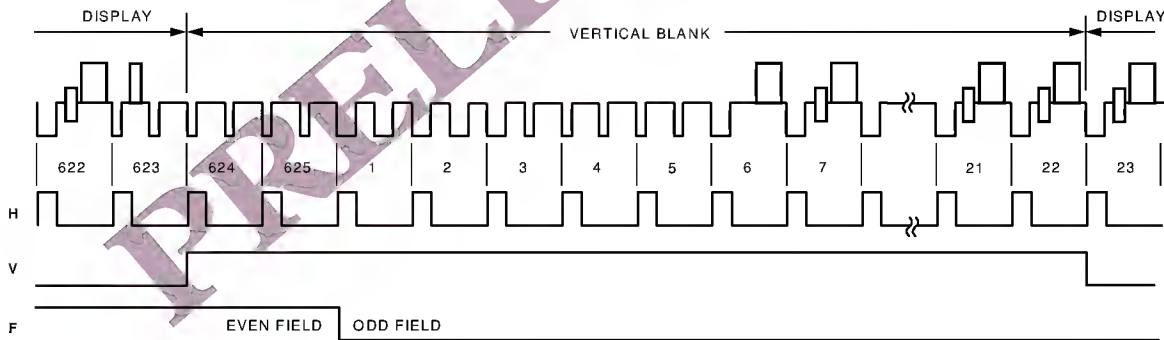 DISPLAY VERTICAL BLANK DISPLAY
622 623 624 625 1 2 3 4 5 6 7 21 22 23
H
V
F EVEN FIELD ODD FIELD
PREL